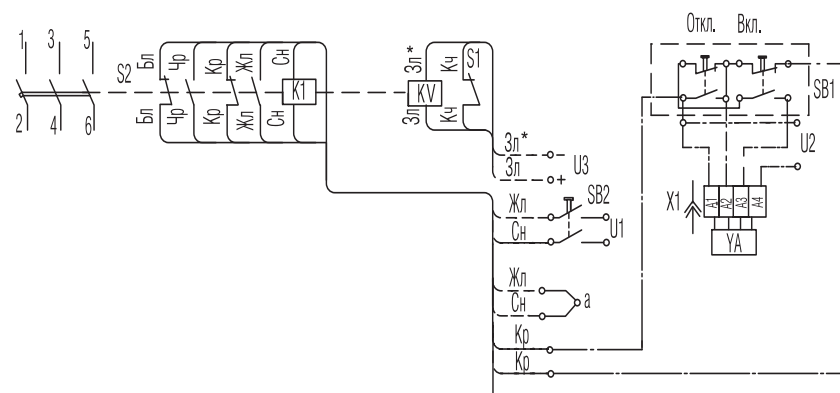 Откл. Вкл.
1 3 5
S2
Бл Чр Кр Жл Сн
K1
Зл* Кч S1
KV
SB1
2 4 6
Бл Чр Кр Жл Сн
Зл Кч
U2
Зл*
Зл
U3
+
X1
A1 A2 A3 A4
YA
Жл
SB2
Сн
U1
Жл
Сн
a
Кр
Кр